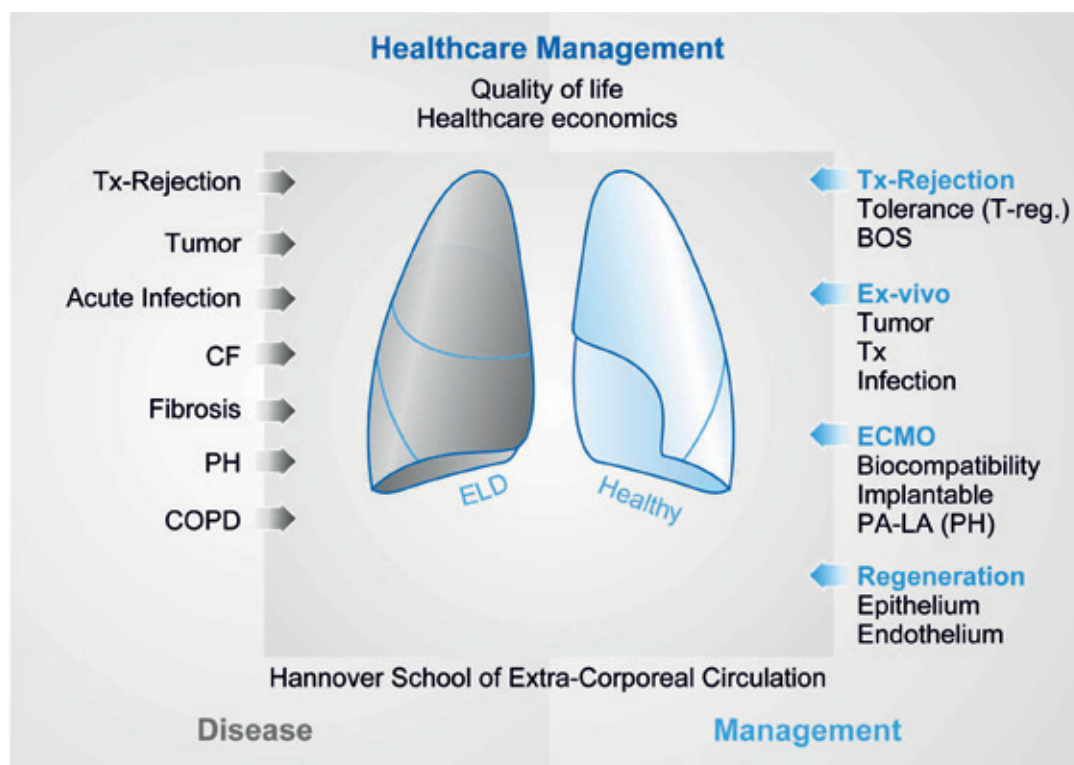 Healthcare Management
Quality of life
Healthcare economics
Tx-Rejection
Tumor
Acute Infection
CF
Fibrosis
PH
COPD
ELD
Healthy
Tx-Rejection
Tolerance (T-reg.)
BOS
Ex-vivo
Tumor
Tx
Infection
ECMO
Biocompatibility
Implantable
PA-LA (PH)
Regeneration
Epithelium
Endothelium
Hannover School of Extra-Corporeal Circulation
Disease
Management